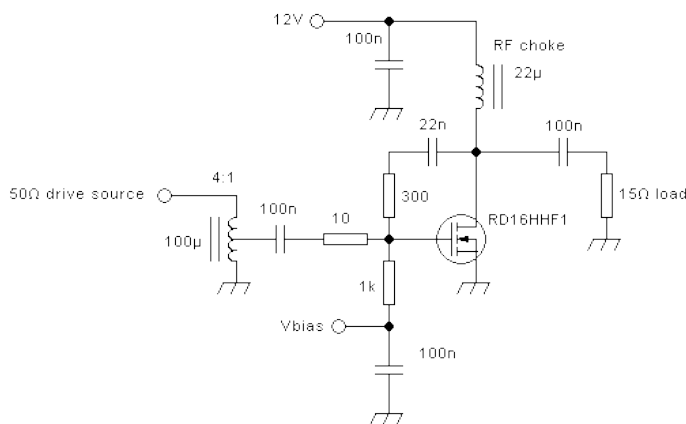 12V
100n
RF choke
22µ
22n
100n
4:1
50Ω drive source
300
15Ω load
RD16HHF1
100n
10
100µ
1k
Vbias
100n